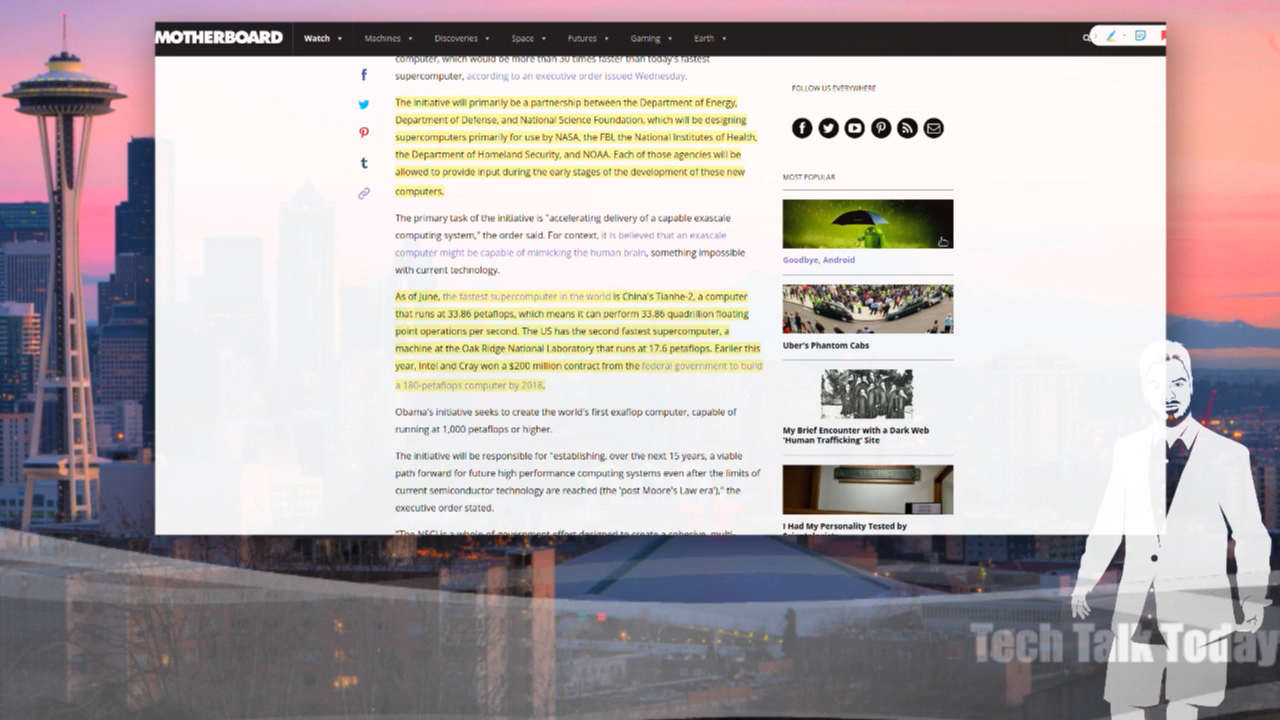 MOTHERBOARD
Watch
Machines
Discoveries
Space
Futures
Gaming
Earth
computer, which would be more than 30 times faster than today's fastest
supercomputer, according to an executive order issued Wednesday.
The initiative will primarily be a partnership between the Department of Energy,
Department of Defense, and National Science Foundation, which will be designing
supercomputers primarily for use by NASA, the FBI, the National Institutes of Health,
the Department of Homeland Security, and NOAA. Each of those agencies will be
allowed to provide input during the early stages of the development of these new
computers.
The primary task of the initiative is "accelerating delivery of a capable exascale
computing system," the order said. For context, it is believed that an exascale
computer might be capable of mimicking the human brain, something impossible
with current technology.
As of June, the fastest supercomputer in the world is China's Tianhe-2, a computer
that runs at 33.86 petaflops, which means it can perform 33.86 quadrillion floating
point operations per second. The US has the second fastest supercomputer, a
machine at the Oak Ridge National Laboratory that runs at 17.6 petaflops. Earlier this
year, Intel and Cray won a $200 million contract from the federal government to build
a 180-petaflops computer by 2018.
Obama's initiative seeks to create the world's first exaflop computer, capable of
running at 1,000 petaflops or higher.
The initiative will be responsible for "establishing, over the next 15 years, a viable
path forward for future high performance computing systems even after the limits of
current semiconductor technology are reached (the 'post Moore's Law era')," the
executive order stated.
"The NSCI is a whole of government effort designed to create a cohesive, multi-
FOLLOW US EVERYWHERE
MOST POPULAR
Goodbye, Android
Uber's Phantom Cabs
My Brief Encounter with a Dark Web
'Human Trafficking' Site
I Had My Personality Tested by
Tech Talk Today